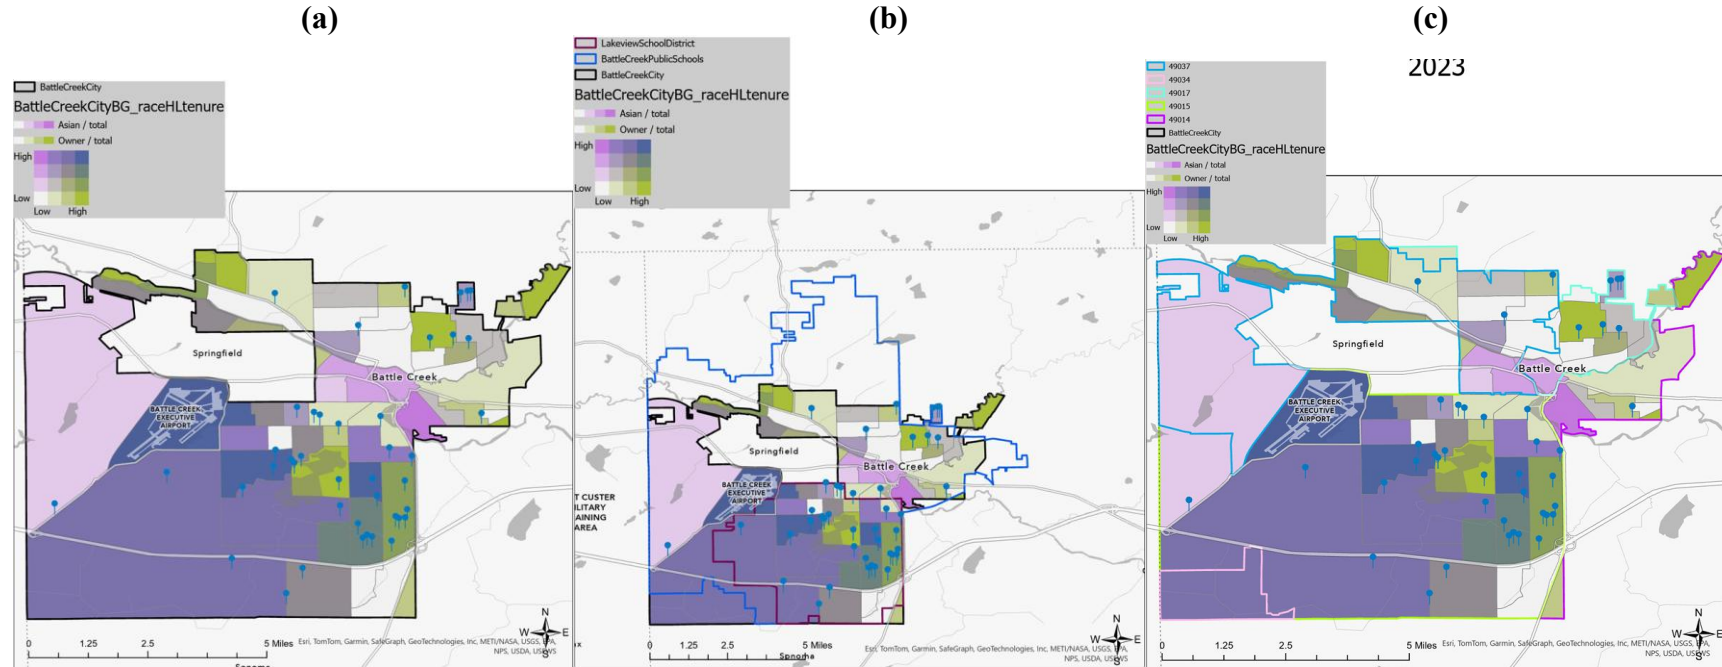 (a)
(b)
(c)
BattleCreekCity
BattleCreekCityBG_raceHLtenure
Asian / total
Owner / total
High
Low
Low High
Springfield
Battle Creek
BATTLE CREEK
EXECUTIVE
AIRPORT
0 1.25 2.5 5 Miles
Esri, TomTom, Garmin, SafeGraph, GeoTechnologies, Inc, METI/NASA, USGS, EPA,
NPS, USDA, USFWS
N
W E
S
LakeviewSchoolDistrict
BattleCreekPublicSchools
BattleCreekCity
BattleCreekCityBG_raceHLtenure
Asian / total
Owner / total
High
Low
Low High
Springfield
Battle Creek
BATTLE CREEK
EXECUTIVE
AIRPORT
T CUSTER
ILITARY
AINING
AREA
0 1.25 2.5 5 Miles
Esri, TomTom, Garmin, SafeGraph, GeoTechnologies, Inc, METI/NASA, USGS, EPA,
NPS, USDA, USFWS
N
W E
S
2023
49037
49034
49017
49015
49014
BattleCreekCity
BattleCreekCityBG_raceHLtenure
Asian / total
Owner / total
High
Low
Low High
Springfield
Battle Creek
BATTLE CREEK
EXECUTIVE
AIRPORT
0 1.25 2.5 5 Miles
Esri, TomTom, Garmin, SafeGraph, GeoTechnologies, Inc, METI/NASA, USGS, EPA,
NPS, USDA, USFWS
N
W E
S